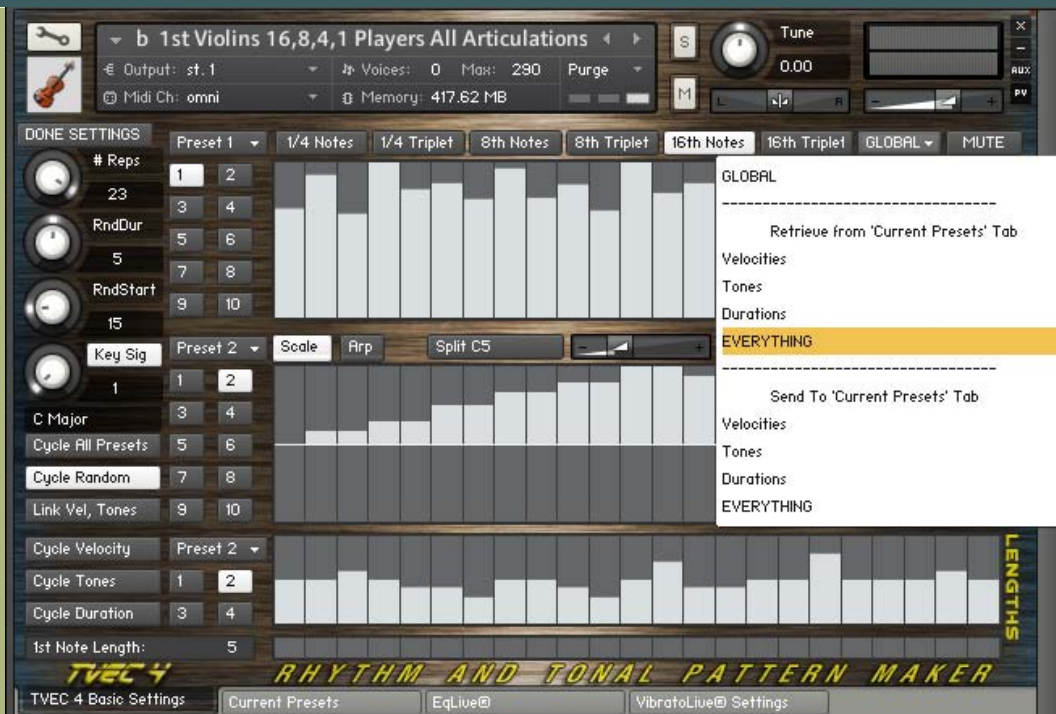 b 1st Violins 16,8,4,1 Players All Articulations
Output: st.1 Voices: 0 Max: 290 Purge
Midi Ch: omni Memory: 417.62 MB
S
M
Tune
0.00
L R
- +
×
-
AUX
PV
DONE SETTINGS
# Reps
23
RndDur
5
RndStart
15
Key Sig
1
C Major
Cycle All Presets
Cycle Random
Link Vel, Tones
Cycle Velocity
Cycle Tones
Cycle Duration
1st Note Length: 5
Preset 1 1/4 Notes 1/4 Triplet 8th Notes 8th Triplet 16th Notes 16th Triplet GLOBAL MUTE
1 2
3 4
5 6
7 8
9 10
Preset 2 Scale Arp Split C5 - +
1 2
3 4
5 6
7 8
9 10
Preset 2
1 2
3 4
GLOBAL
----------------------------------
Retrieve from 'Current Presets' Tab
Velocities
Tones
Durations
EVERYTHING
----------------------------------
Send To 'Current Presets' Tab
Velocities
Tones
Durations
EVERYTHING
LENGTHS
TVEC 4 RHYTHM AND TONAL PATTERN MAKER
TVEC 4 Basic Settings Current Presets EqLive® VibratoLive® Settings